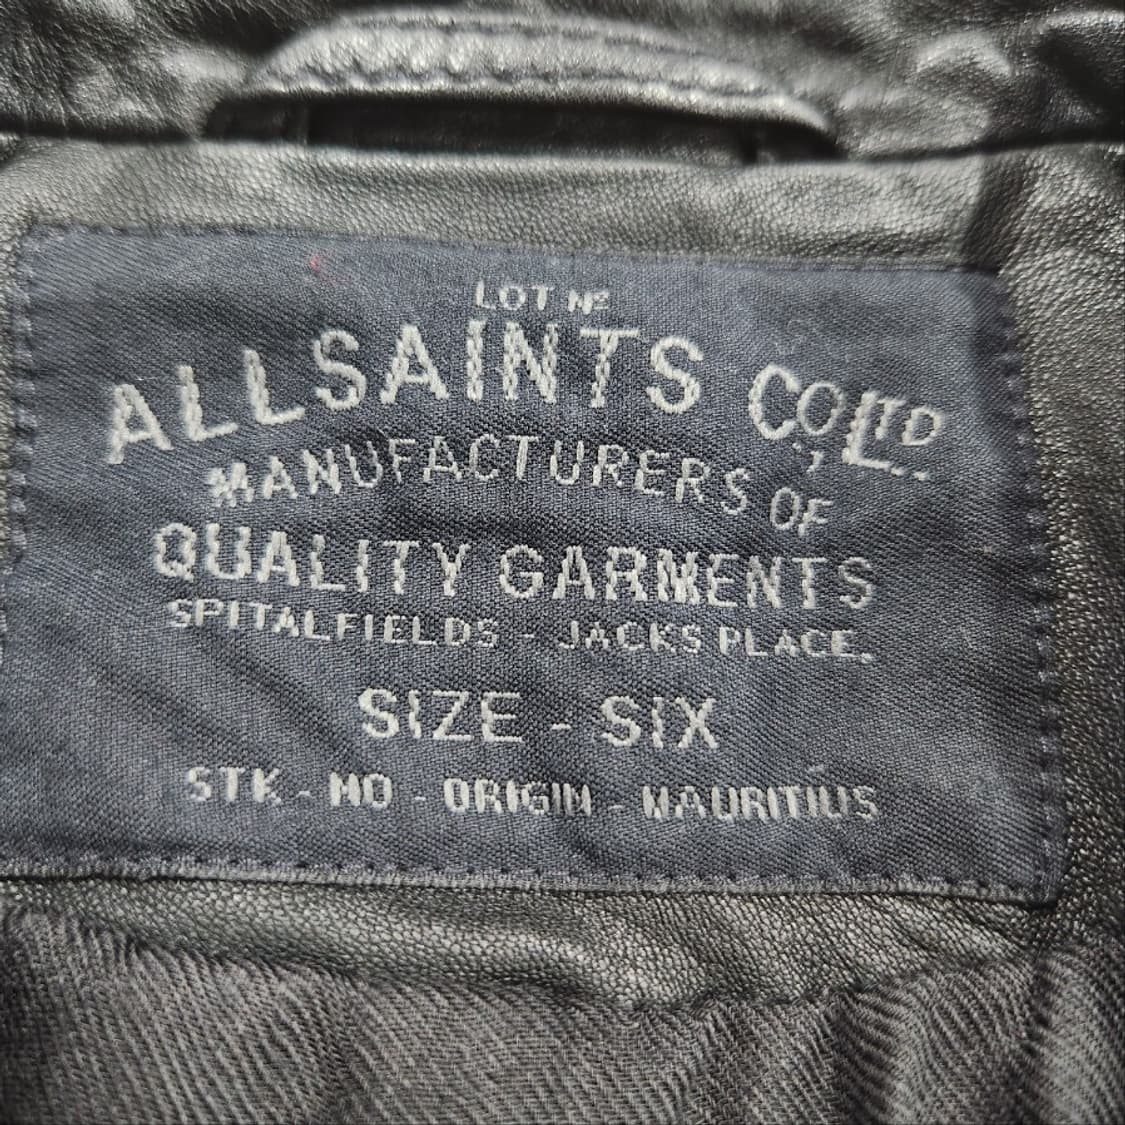 LOT Nº
ALLSAINTS CO., LTD.
MANUFACTURERS OF
QUALITY GARMENTS
SPITALFIELDS - JACKS PLACE.
SIZE - SIX
STK - NO - ORIGIN - MAURITIUS